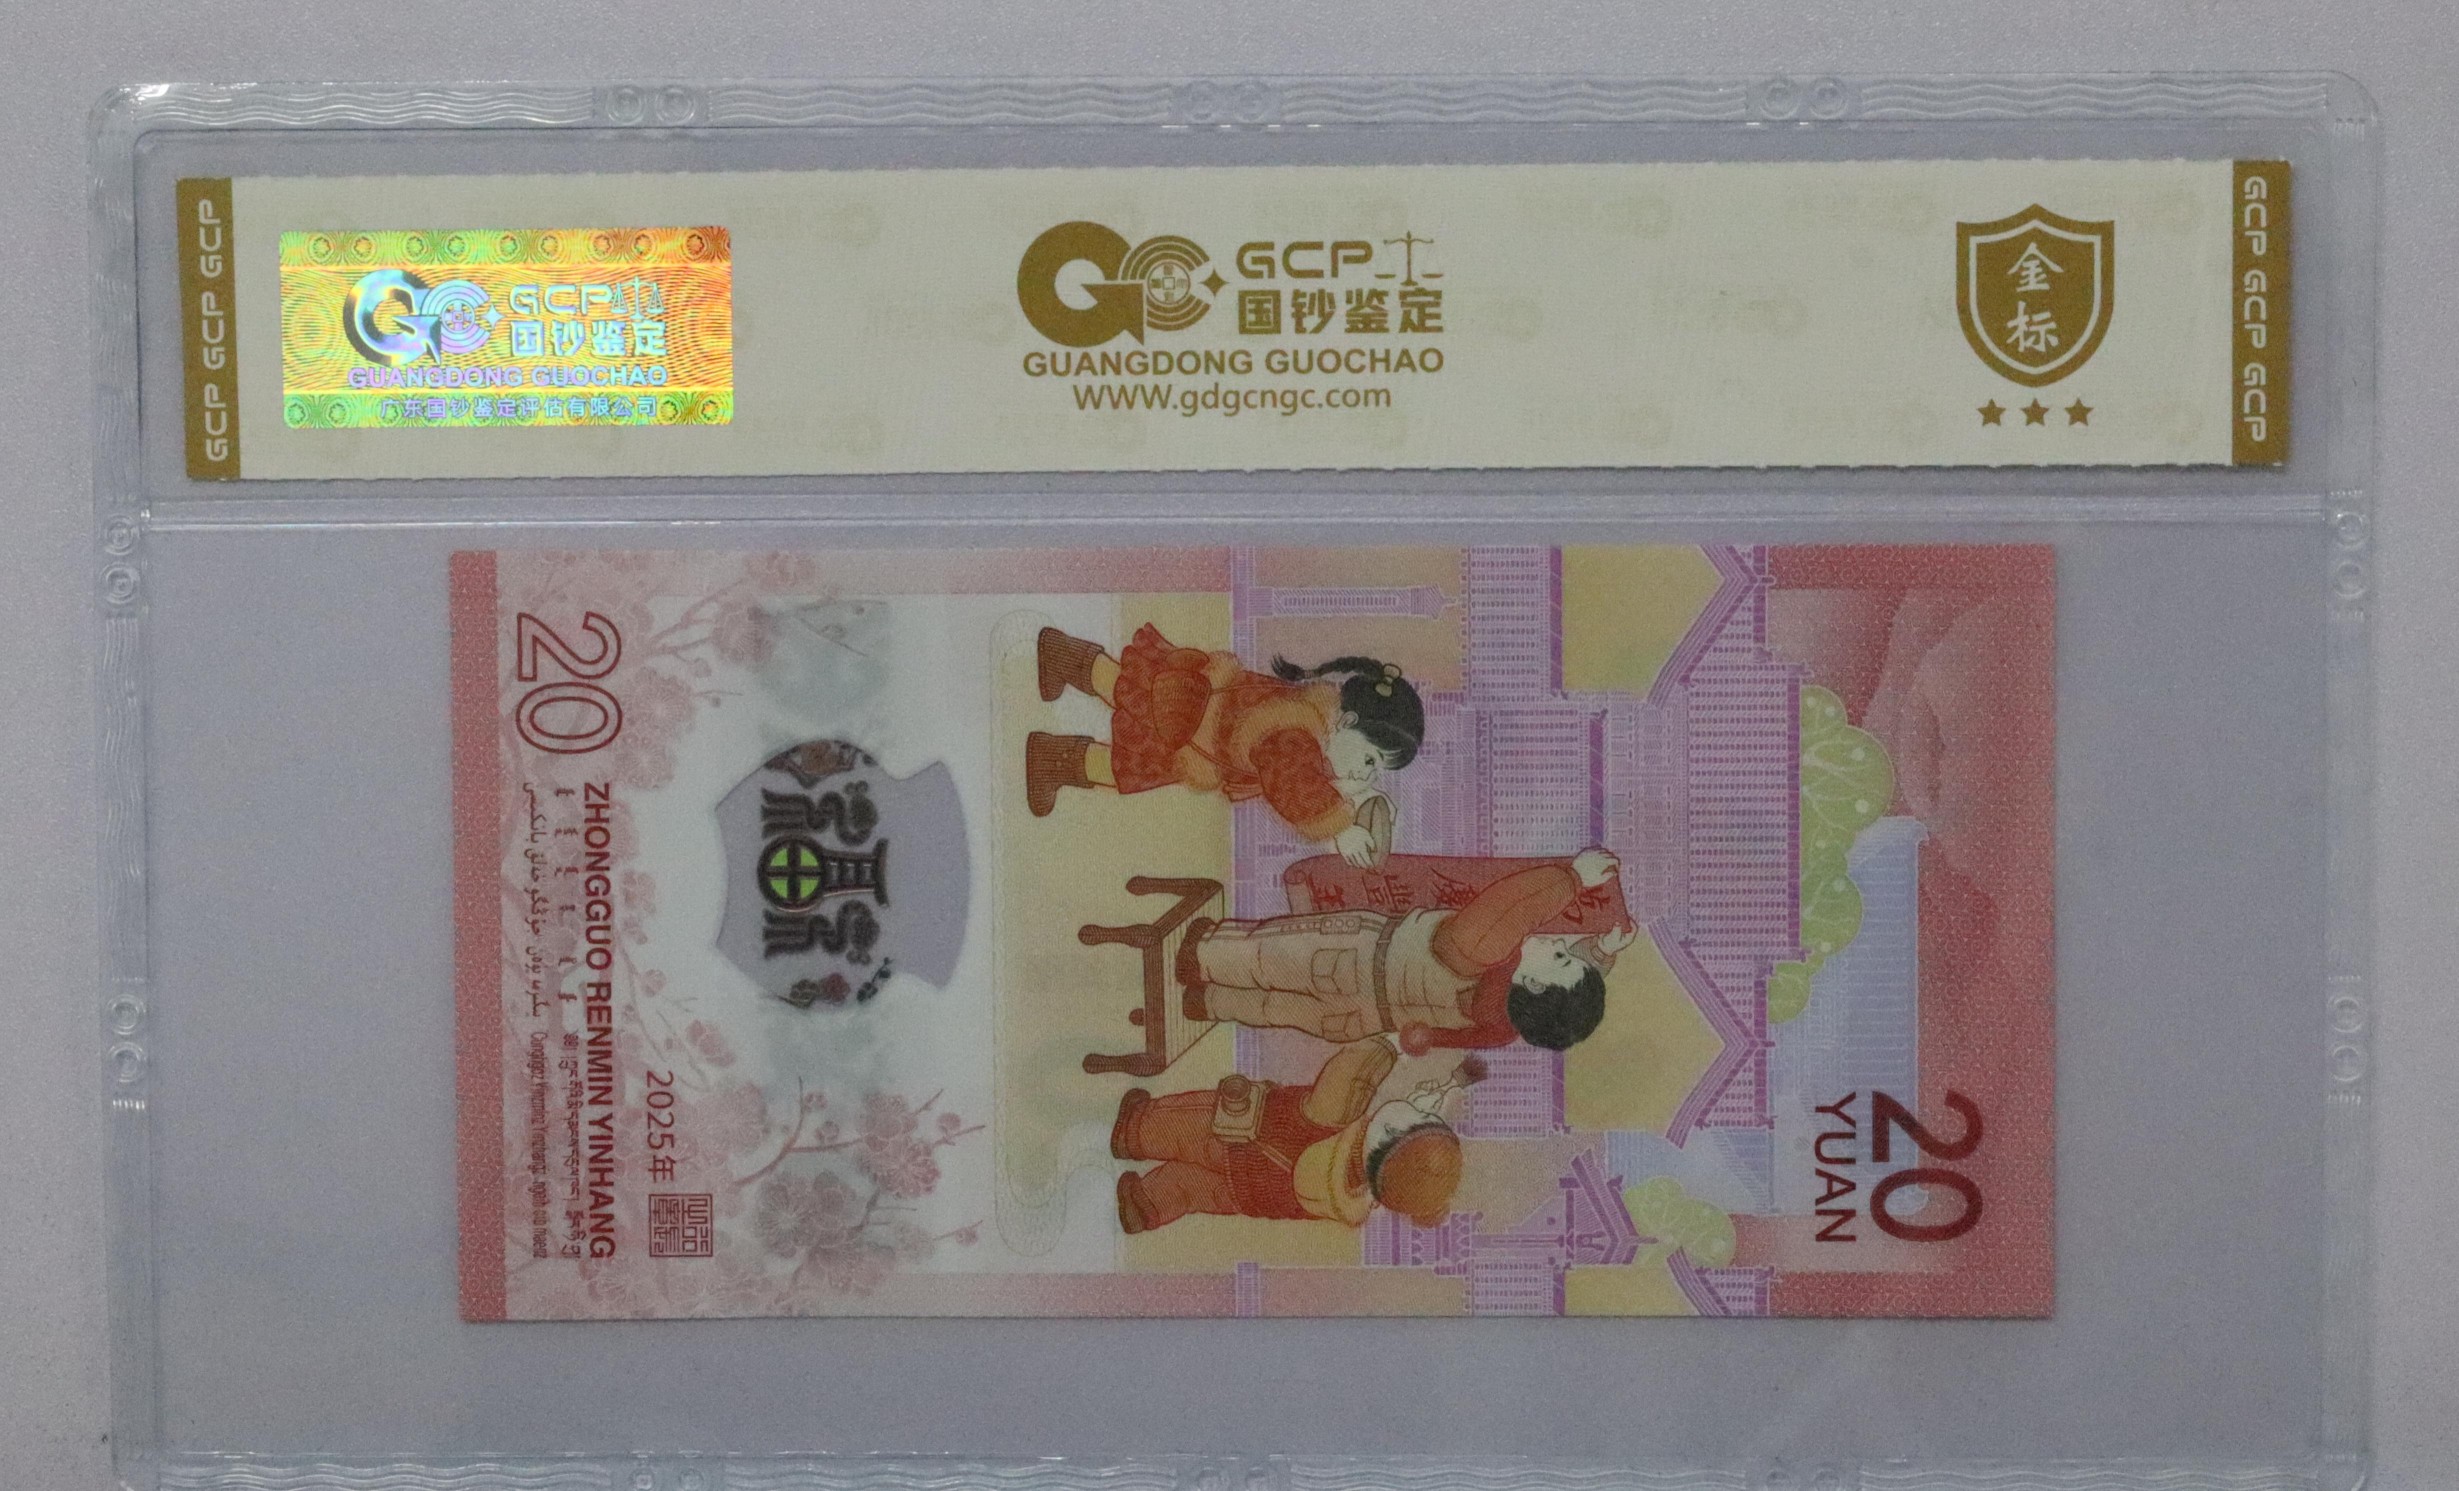 GCP GCP GCP
GCP
国钞鉴定
GUANGDONG GUOCHAO
广东国钞鉴定评估有限公司
GCP
国钞鉴定
GUANGDONG GUOCHAO
WWW.gdgcngc.com
金
标
GCP GCP GCP
20
YUAN
2025年
20
ZHONGGUO RENMIN YINHANG